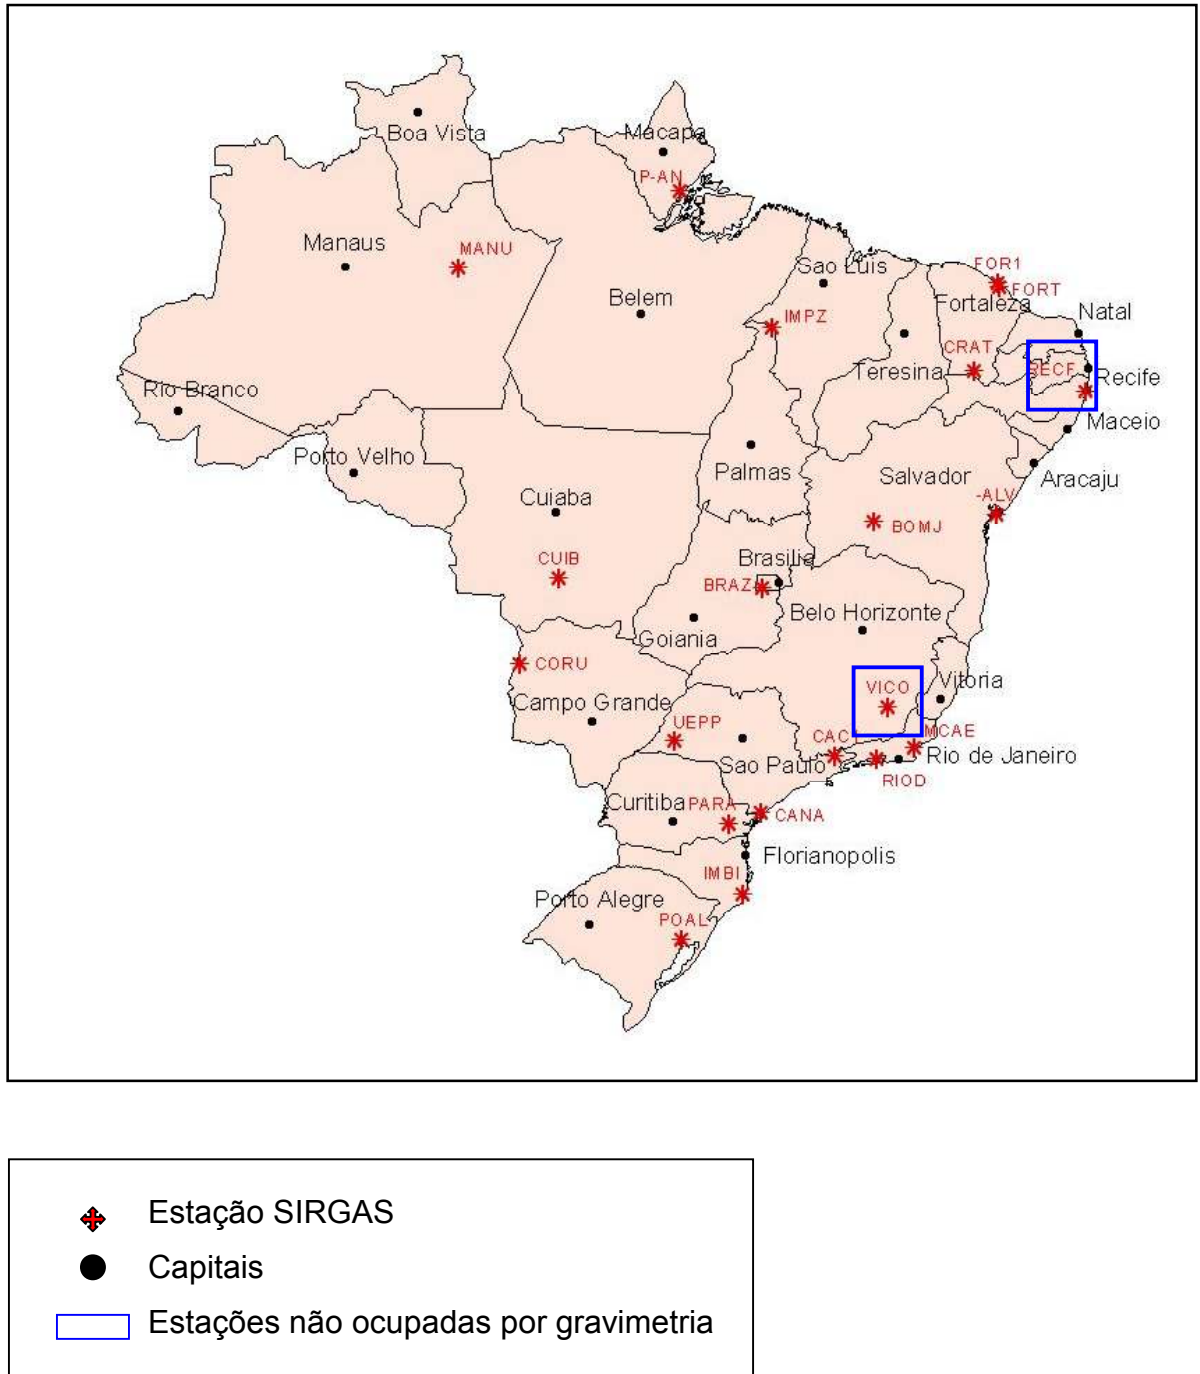 Boa Vista
Macapa
P-AN
Manaus
MANU
Belem
Sao Luis
FOR1
FORT
Fortaleza
Natal
IMPZ
CRAT
Teresina
RECF
Recife
Rio Branco
Maceio
Porto Velho
Palmas
Salvador
Aracaju
Cuiaba
-ALV
BOMJ
CUIB
Brasilia
BRAZ
Belo Horizonte
Goiania
CORU
Campo Grande
VICO
Vitoria
UEPP
CAC1
MCAE
Sao Paulo
Rio de Janeiro
RIOD
Curitiba
PARA
CANA
Florianopolis
IMBI
Porto Alegre
POAL
Estação SIRGAS
Capitais
Estações não ocupadas por gravimetria